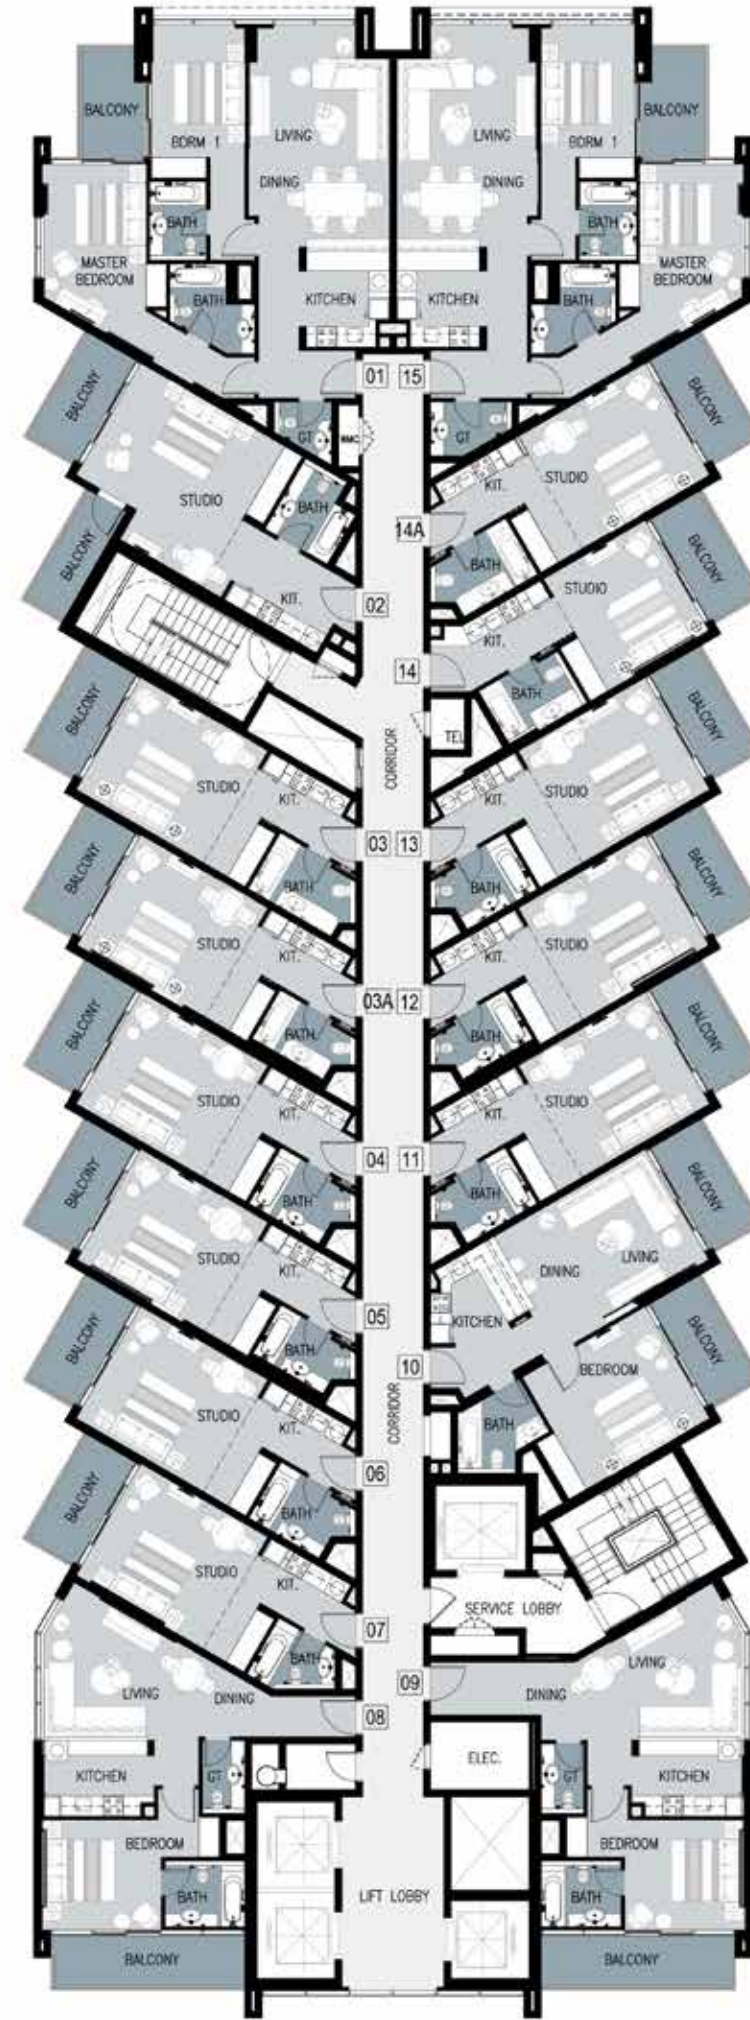 BALCONY
BDRM 1
LIVING
DINING
BATH
MASTER
BEDROOM
BATH
KITCHEN
LIVING
DINING
BDRM 1
BALCONY
BATH
MASTER
BEDROOM
BATH
KITCHEN
01
15
BALCONY
GT
GT
BALCONY
STUDIO
BATH
KIT.
STUDIO
14A
BATH
BALCONY
BALCONY
KIT.
02
KIT.
STUDIO
14
BATH
BALCONY
TEL
CORRIDOR
BALCONY
STUDIO
KIT.
KIT.
STUDIO
03
13
BATH
BATH
BALCONY
BALCONY
STUDIO
KIT.
KIT.
STUDIO
03A
12
BATH
BATH
BALCONY
BALCONY
STUDIO
KIT.
KIT.
STUDIO
04
11
BATH
BATH
BALCONY
BALCONY
STUDIO
KIT.
DINING
LIVING
05
KITCHEN
BATH
10
BEDROOM
BALCONY
BALCONY
CORRIDOR
STUDIO
KIT.
BATH
06
BATH
BALCONY
STUDIO
KIT.
SERVICE LOBBY
07
BATH
09
LIVING
DINING
LIVING
DINING
08
ELEC.
KITCHEN
GT
GT
KITCHEN
BEDROOM
BEDROOM
BATH
LIFT LOBBY
BATH
BALCONY
BALCONY